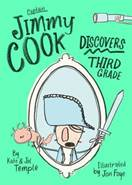 Captain
JIMMY
COOK
DISCOVERS
THIRD
GRADE
By
Kate & Jol
Temple
Illustrated
by
Jon Foye